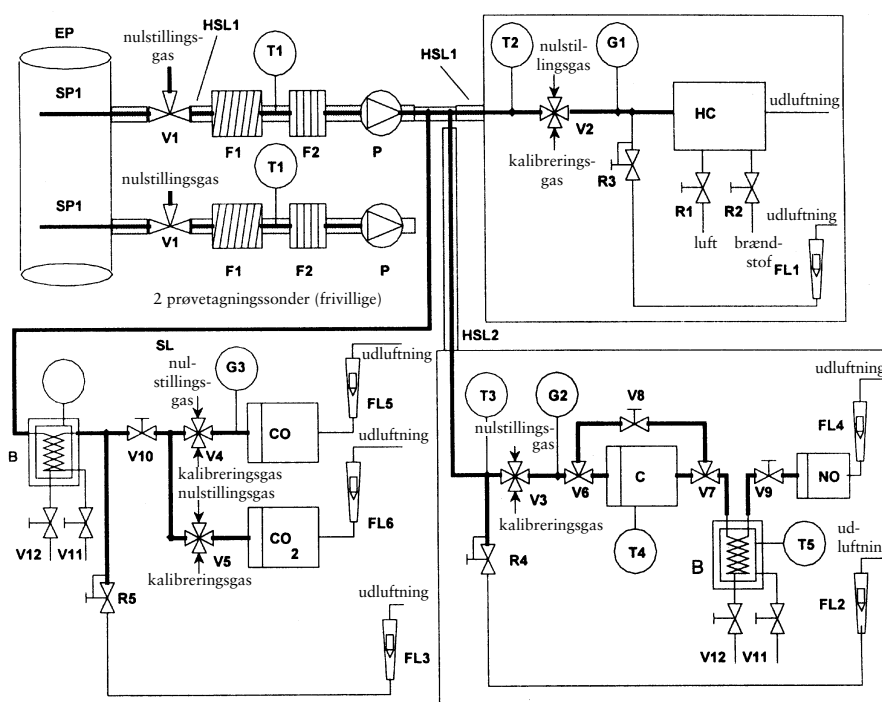 EP
nulstillings-
gas
HSL1
T1
SP1
V1
F1
F2
P
nulstillingsgas
T1
SP1
V1
F1
F2
P
2 prøvetagningssonder (frivillige)
HSL1
T2
nulstil-
lingsgas
G1
V2
kalibrerings-
gas
HC
udluftning
R3
R1
R2
luft
brænd-
stof
udluftning
FL1
HSL2
SL
nul-
stillings-
gas
G3
udluftning
FL5
CO
B
V10
V4
kalibreringsgas
nulstillingsgas
udluftning
FL6
CO
2
V12
V11
V5
kalibreringsgas
R5
udluftning
FL3
T3
G2
V8
udluftning
FL4
nulstillingsgas
V3
V6
C
V7
V9
NO
kalibreringsgas
T4
R4
B
T5
ud-
luftning
FL2
V12
V11